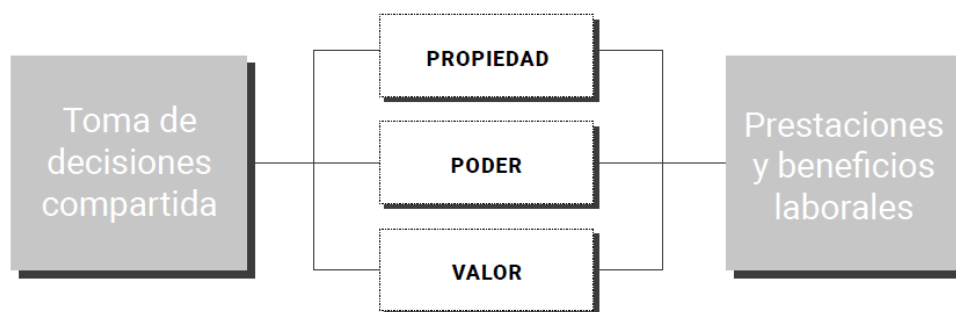 Toma de
decisiones
compartida
PROPIEDAD
PODER
VALOR
Prestaciones
y beneficios
laborales